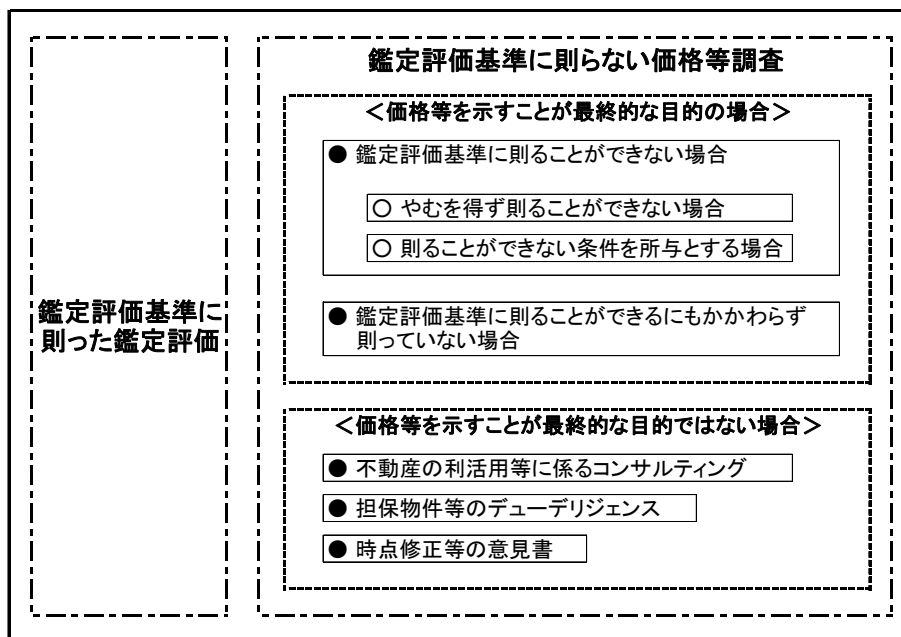 鑑定評価基準に則らない価格等調査
＜価格等を示すことが最終的な目的の場合＞
● 鑑定評価基準に則ることができない場合
○ やむを得ず則ることができない場合
○ 則ることができない条件を所与とする場合
● 鑑定評価基準に則ることができるにもかかわらず
則っていない場合
鑑定評価基準に
則った鑑定評価
＜価格等を示すことが最終的な目的ではない場合＞
● 不動産の利活用等に係るコンサルティング
● 担保物件等のデューデリジェンス
● 時点修正等の意見書